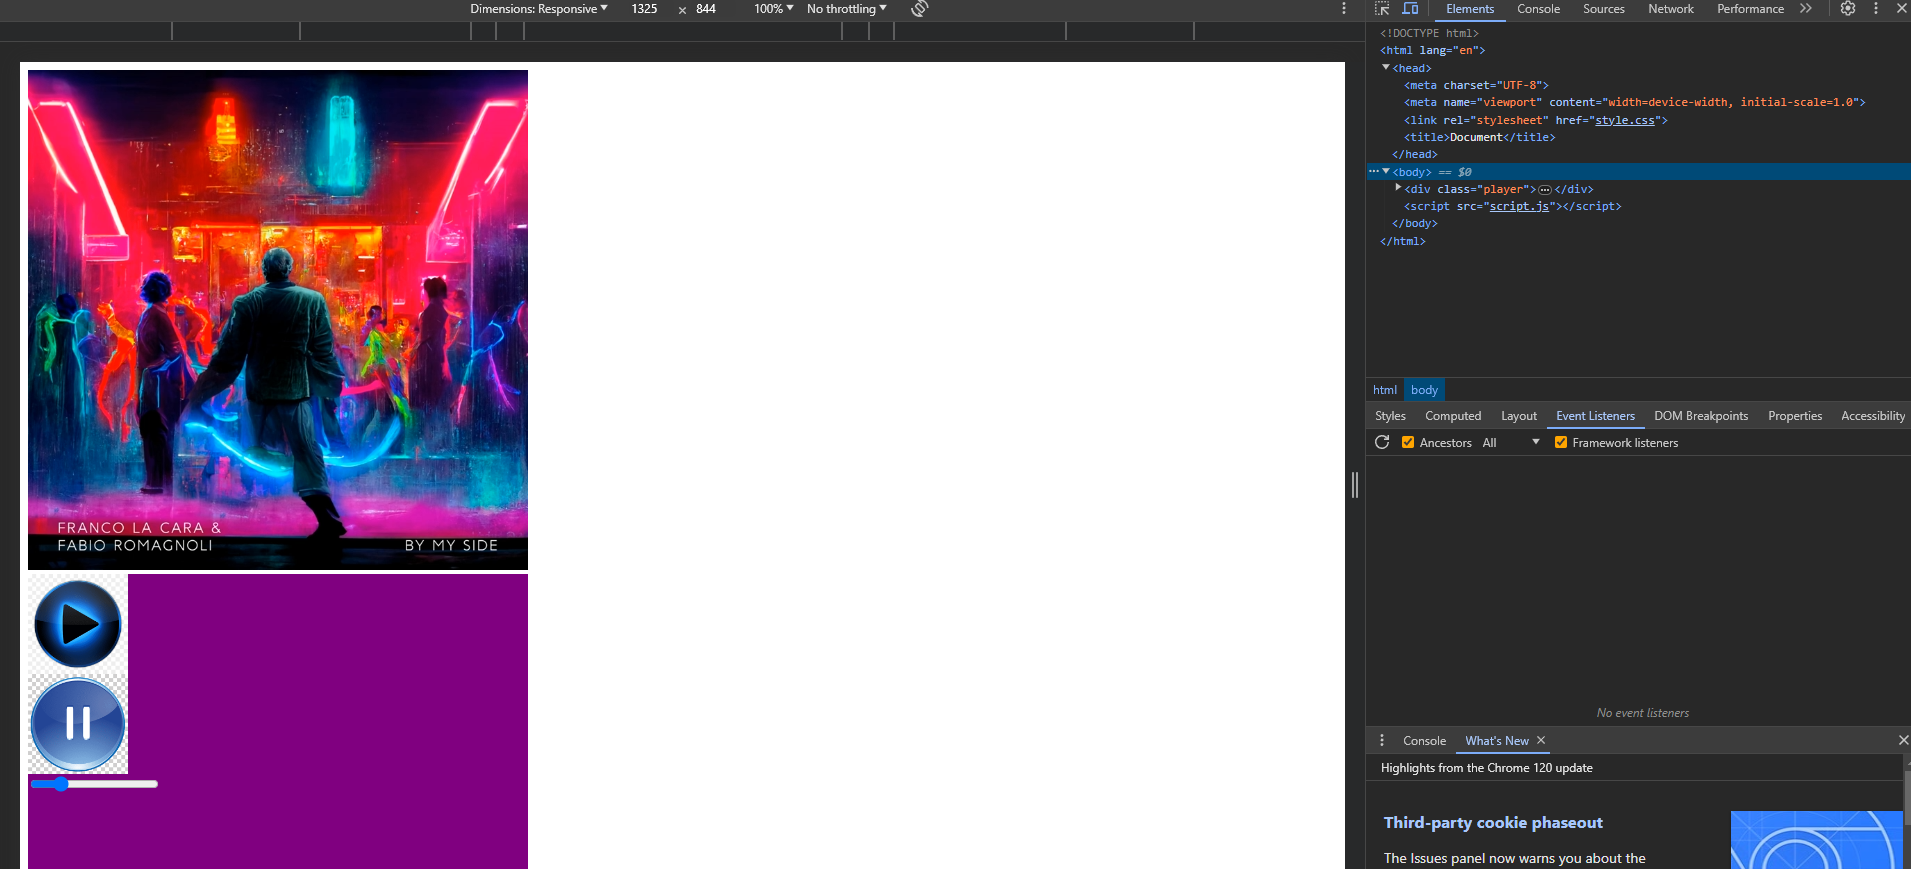 Dimensions: Responsive 1325 × 844 100% No throttling
FRANCO LA CARA &
FABIO ROMAGNOLI
BY MY SIDE
Elements Console Sources Network Performance
<!DOCTYPE html>
<html lang="en">
<head>
<meta charset="UTF-8">
<meta name="viewport" content="width=device-width, initial-scale=1.0">
<link rel="stylesheet" href="style.css">
<title>Document</title>
</head>
<body> == $0
<div class="player"></div>
<script src="script.js"></script>
</body>
</html>
html body
Styles Computed Layout Event Listeners DOM Breakpoints Properties Accessibility
Ancestors All Framework listeners
No event listeners
Console What's New
Highlights from the Chrome 120 update
Third-party cookie phaseout
The Issues panel now warns you about the